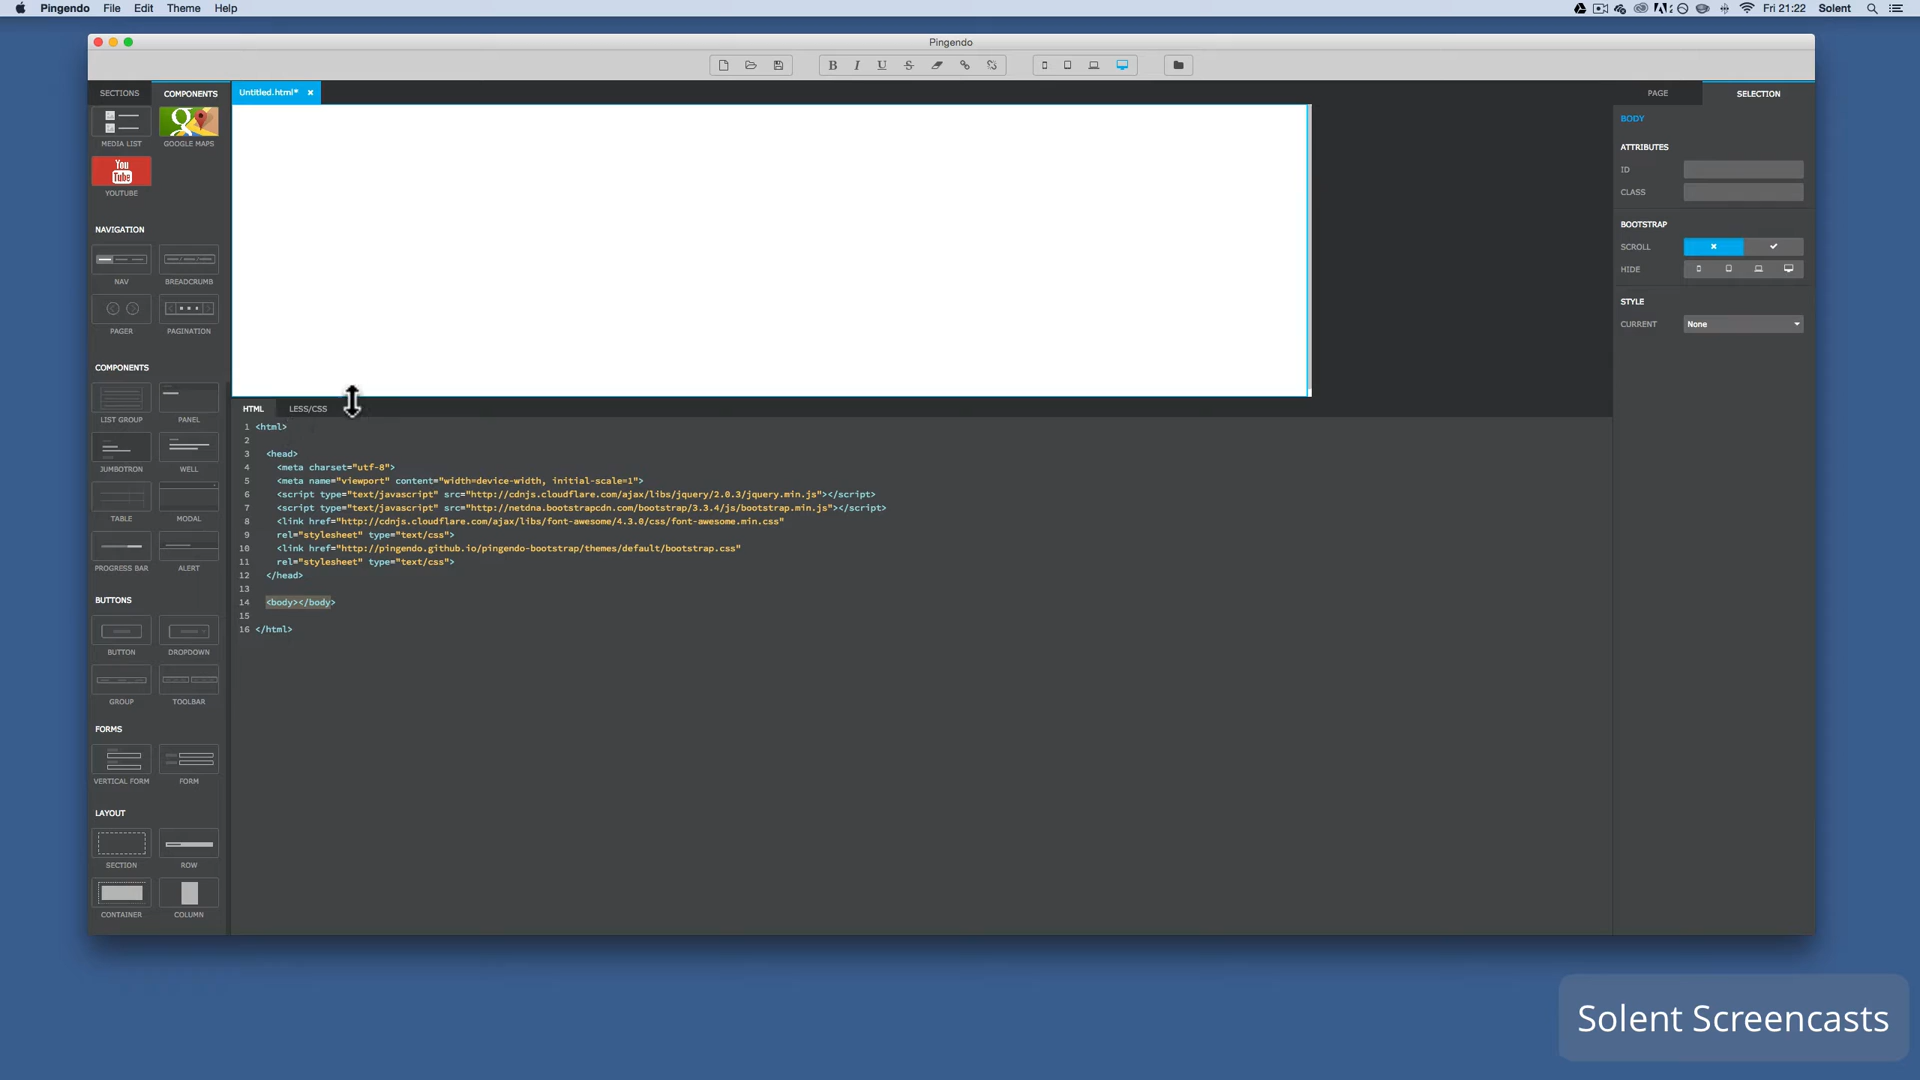 Pingendo File Edit Theme Help
Fri 21:22 Solent
Pingendo
B I U S
SECTIONS COMPONENTS
Untitled.html*
PAGE SELECTION
MEDIA LIST GOOGLE MAPS
You
Tube
YOUTUBE
NAVIGATION
NAV BREADCRUMB
PAGER PAGINATION
COMPONENTS
LIST GROUP PANEL
JUMBOTRON WELL
TABLE MODAL
PROGRESS BAR ALERT
BUTTONS
BUTTON DROPDOWN
GROUP TOOLBAR
FORMS
VERTICAL FORM FORM
LAYOUT
SECTION ROW
CONTAINER COLUMN
HTML LESS/CSS
1 <html>
2
3 <head>
4 <meta charset="utf-8">
5 <meta name="viewport" content="width=device-width, initial-scale=1">
6 <script type="text/javascript" src="http://cdnjs.cloudflare.com/ajax/libs/jquery/2.0.3/jquery.min.js"></script>
7 <script type="text/javascript" src="http://netdna.bootstrapcdn.com/bootstrap/3.3.4/js/bootstrap.min.js"></script>
8 <link href="http://cdnjs.cloudflare.com/ajax/libs/font-awesome/4.3.0/css/font-awesome.min.css"
9 rel="stylesheet" type="text/css">
10 <link href="http://pingendo.github.io/pingendo-bootstrap/themes/default/bootstrap.css"
11 rel="stylesheet" type="text/css">
12 </head>
13
14 <body></body>
15
16 </html>
BODY
ATTRIBUTES
ID
CLASS
BOOTSTRAP
SCROLL
HIDE
STYLE
CURRENT None
Solent Screencasts